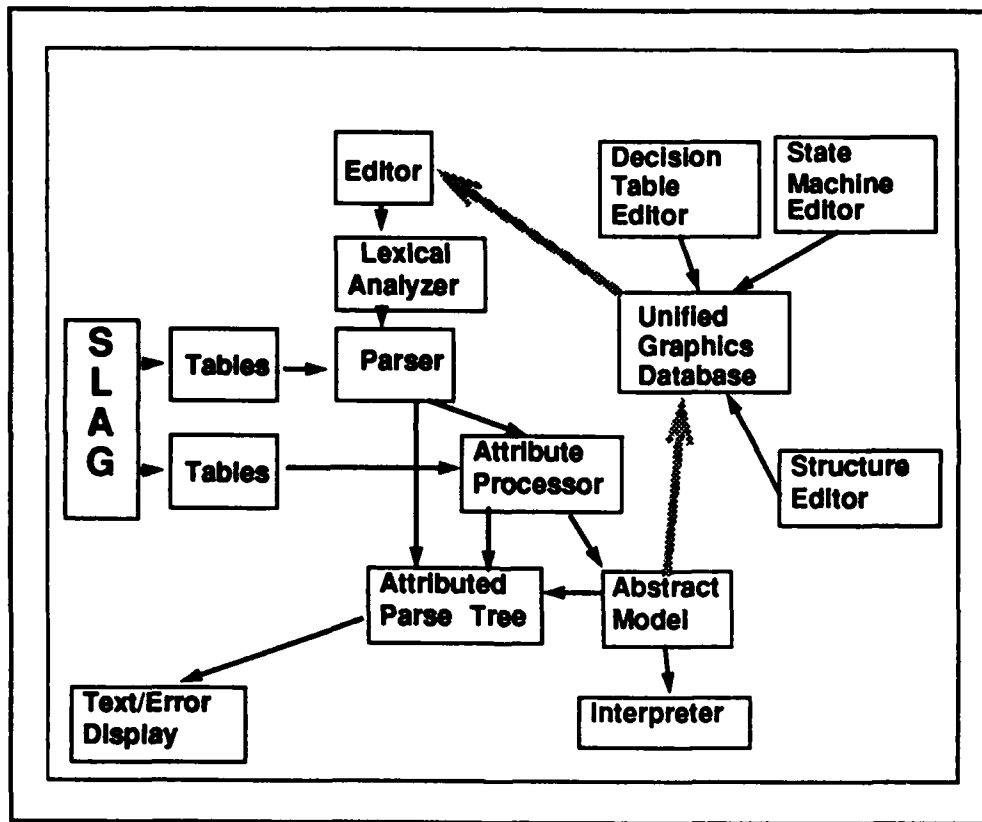 Editor
Decision
Table
Editor
State
Machine
Editor
Lexical
Analyzer
Unified
Graphics
Database
SLAG
Tables
Parser
Tables
Attribute
Processor
Structure
Editor
Attributed
Parse Tree
Abstract
Model
Text/Error
Display
Interpreter